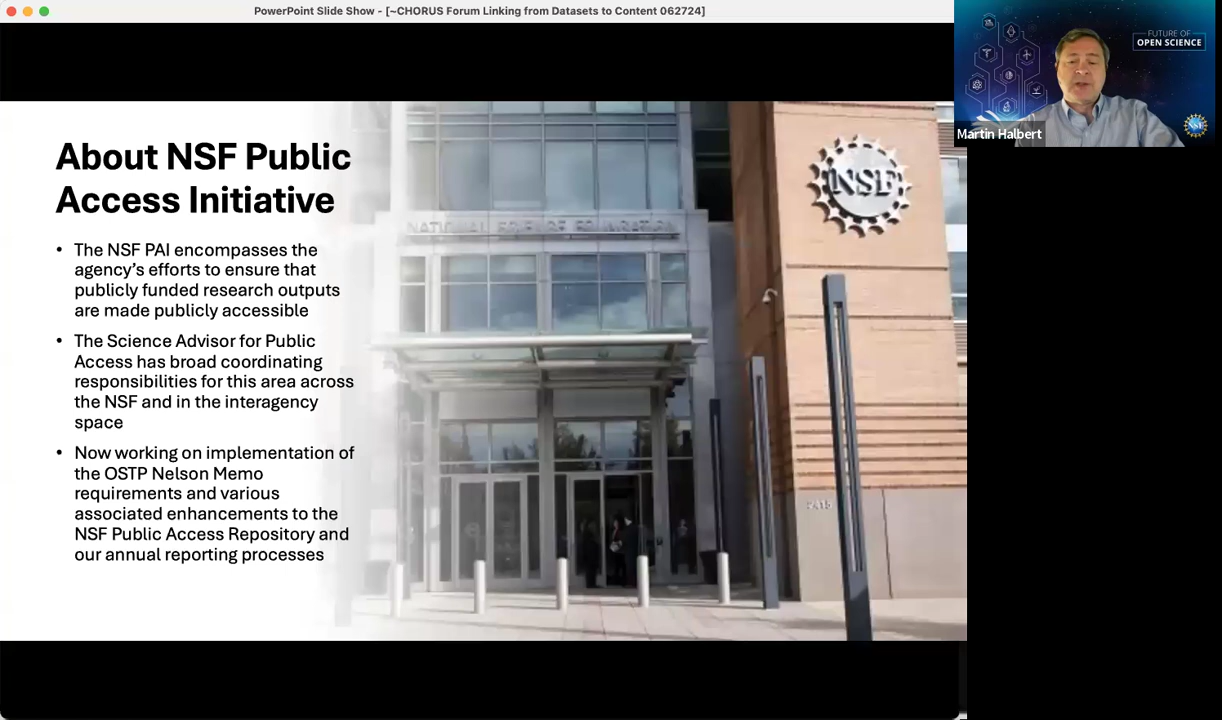 PowerPoint Slide Show - [~CHORUS Forum Linking from Datasets to Content 062724]
FUTURE OF
OPEN SCIENCE
NSF
Martin Halbert
About NSF Public
Access Initiative
• The NSF PAI encompasses the
agency’s efforts to ensure that
publicly funded research outputs
are made publicly accessible
• The Science Advisor for Public
Access has broad coordinating
responsibilities for this area across
the NSF and in the interagency
space
• Now working on implementation of
the OSTP Nelson Memo
requirements and various
associated enhancements to the
NSF Public Access Repository and
our annual reporting processes
NATIONAL SCIENCE FOUNDATION
NSF
2415